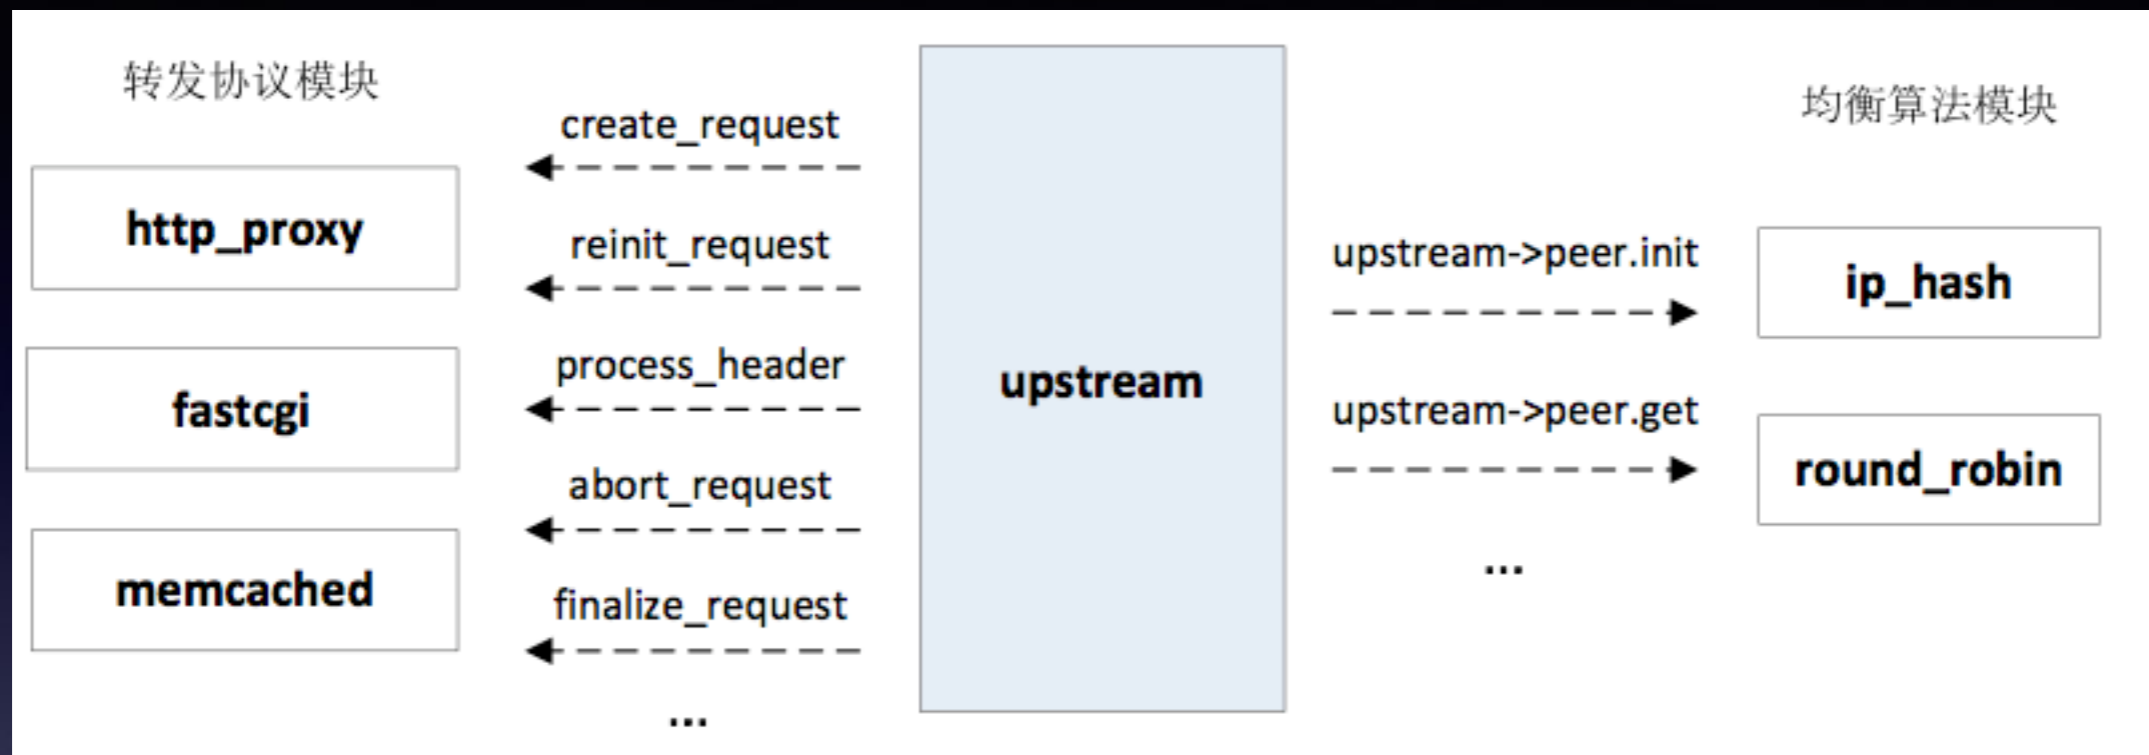 转发协议模块
http_proxy
fastcgi
memcached
create_request
reinit_request
process_header
abort_request
finalize_request
...
upstream
均衡算法模块
upstream->peer.init
upstream->peer.get
...
ip_hash
round_robin